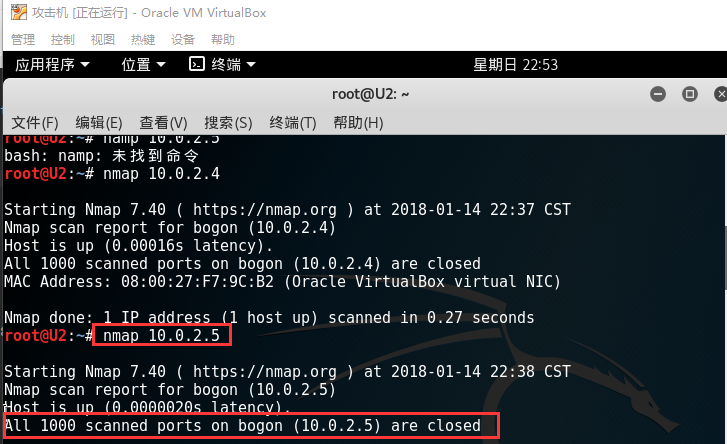 攻击机 [正在运行] - Oracle VM VirtualBox
管理 控制 视图 热键 设备 帮助
应用程序 位置 终端 星期日 22:53
root@U2: ~
文件(F) 编辑(E) 查看(V) 搜索(S) 终端(T) 帮助(H)
root@U2:~# namp 10.0.2.5
bash: namp: 未找到命令
root@U2:~# nmap 10.0.2.4
Starting Nmap 7.40 ( https://nmap.org ) at 2018-01-14 22:37 CST
Nmap scan report for bogon (10.0.2.4)
Host is up (0.00016s latency).
All 1000 scanned ports on bogon (10.0.2.4) are closed
MAC Address: 08:00:27:F7:9C:B2 (Oracle VirtualBox virtual NIC)
Nmap done: 1 IP address (1 host up) scanned in 0.27 seconds
root@U2:~# nmap 10.0.2.5
Starting Nmap 7.40 ( https://nmap.org ) at 2018-01-14 22:38 CST
Nmap scan report for bogon (10.0.2.5)
Host is up (0.0000020s latency).
All 1000 scanned ports on bogon (10.0.2.5) are closed